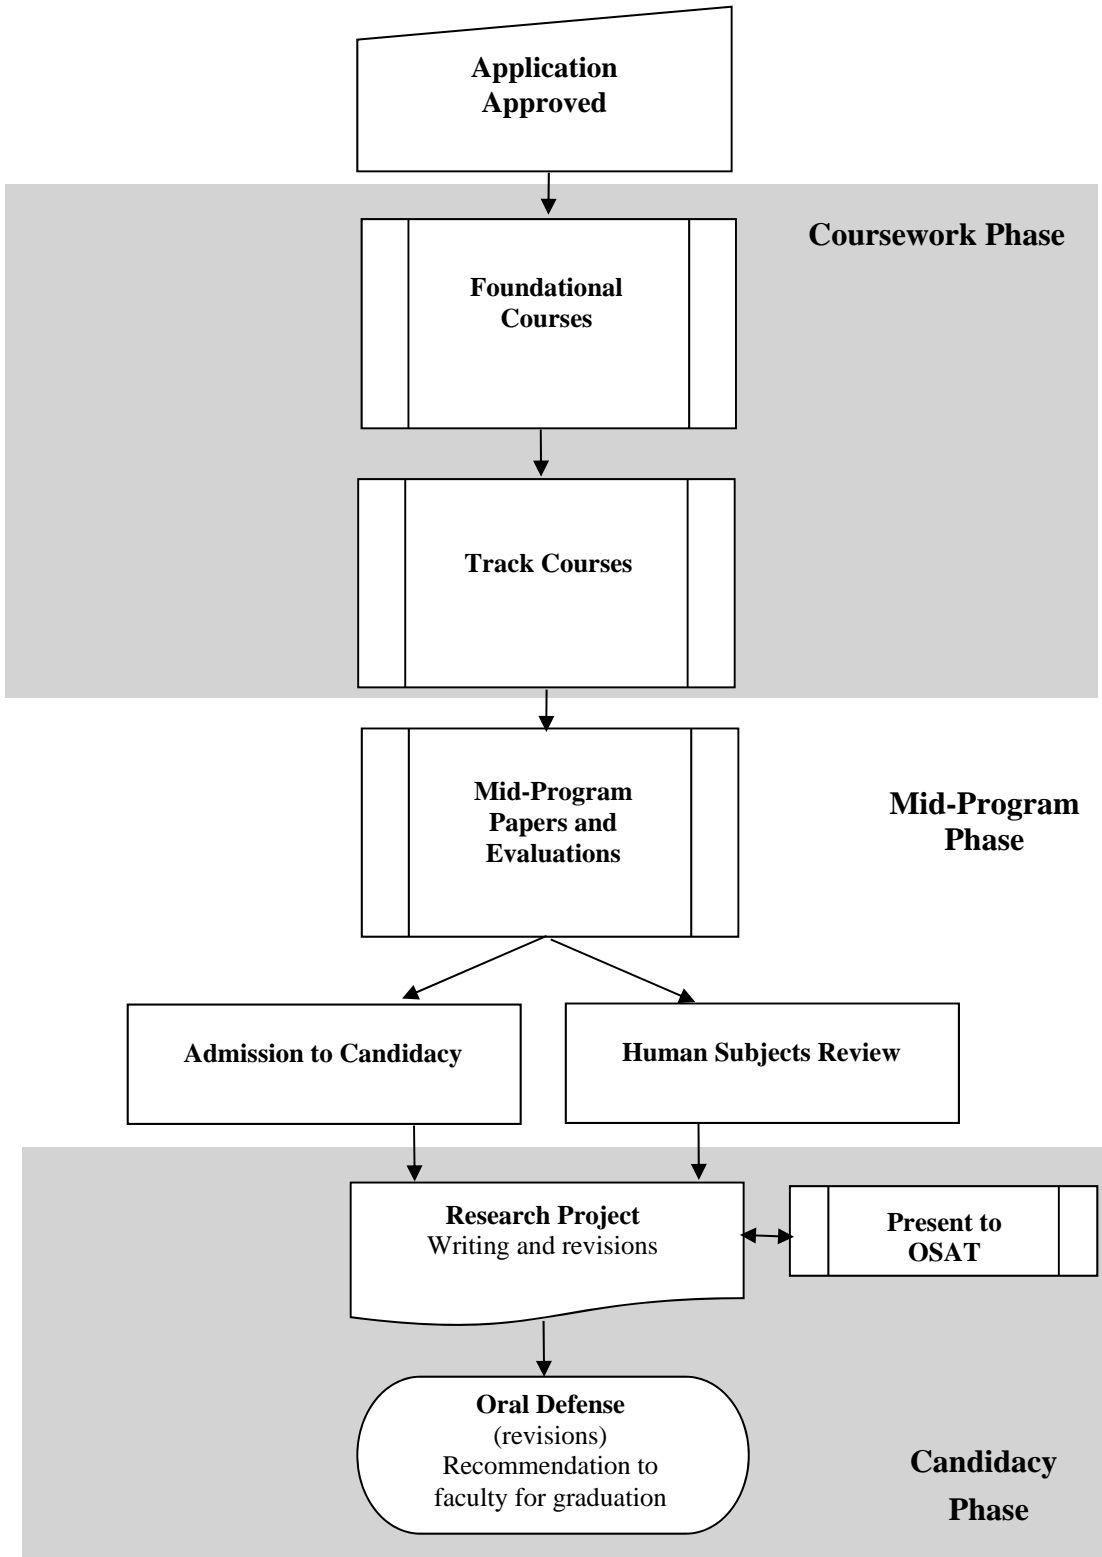 Application
Approved
Coursework Phase
Foundational
Courses
Track Courses
Mid-Program
Papers and
Evaluations
Mid-Program
Phase
Admission to Candidacy
Human Subjects Review
Research Project
Writing and revisions
Present to
OSAT
Oral Defense
(revisions)
Recommendation to
faculty for graduation
Candidacy
Phase